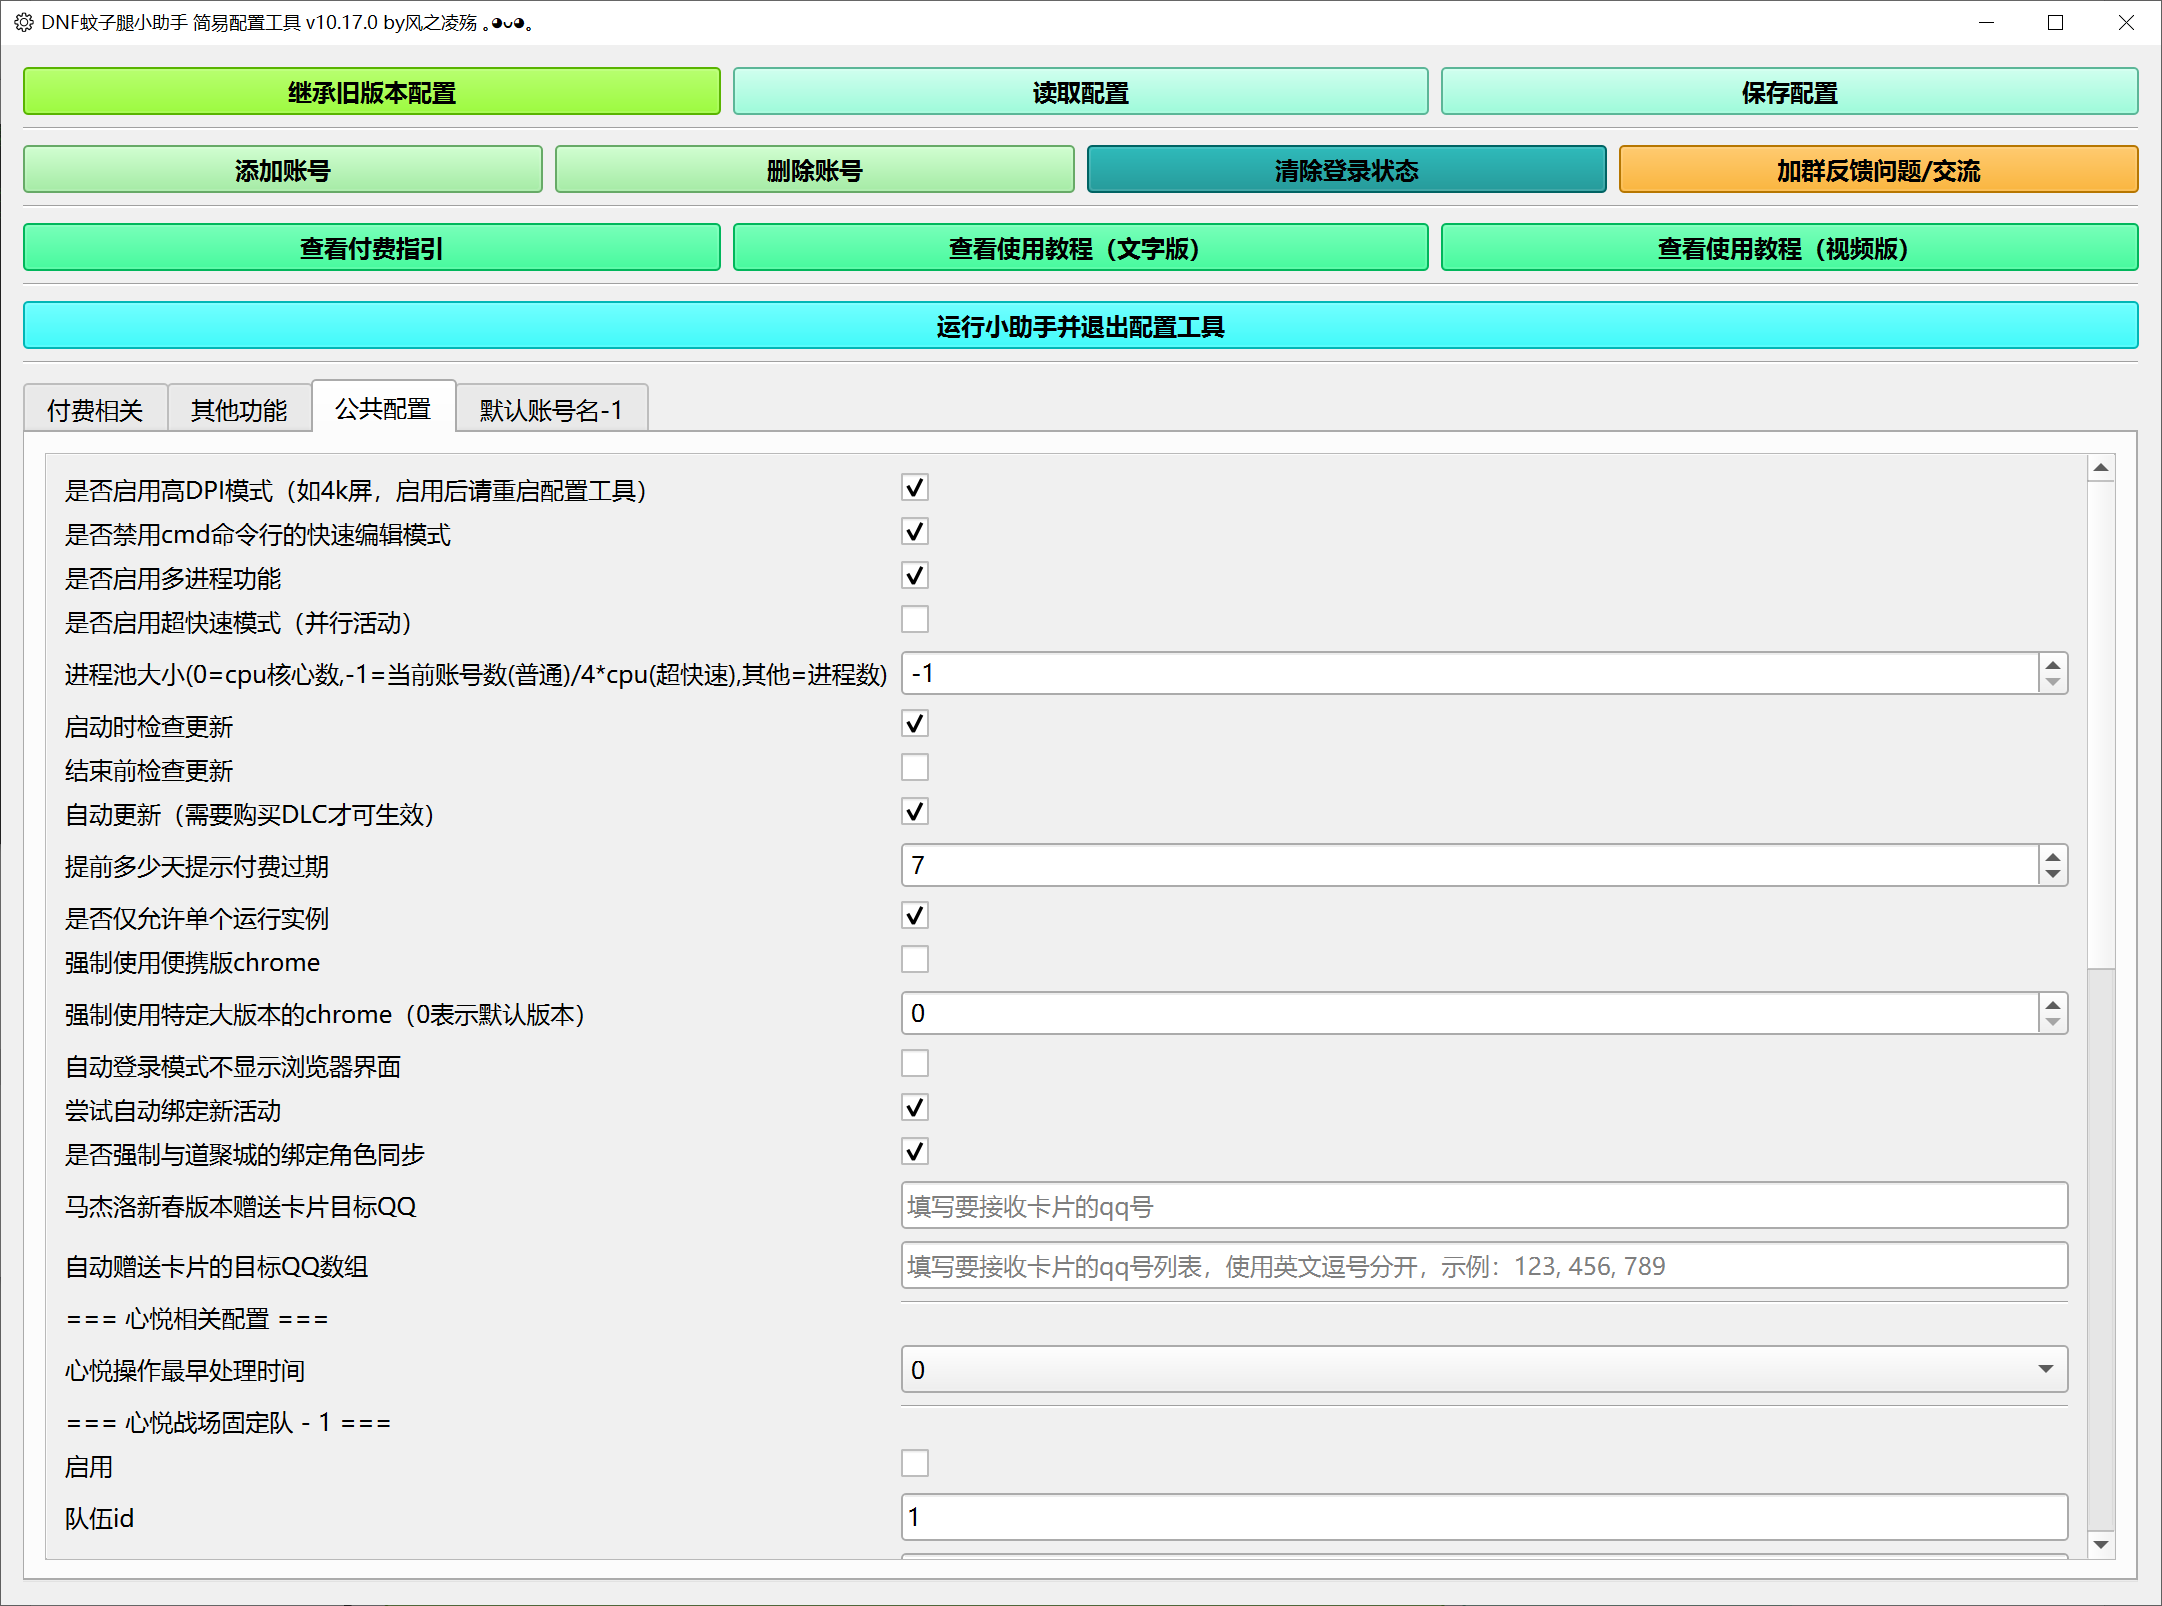 DNF蚊子腿小助手 简易配置工具 v10.17.0 by风之凌殇 。◕ᴗ◕。
继承旧版本配置 读取配置 保存配置
添加账号 删除账号 清除登录状态 加群反馈问题/交流
查看付费指引 查看使用教程（文字版） 查看使用教程（视频版）
运行小助手并退出配置工具
付费相关 其他功能 公共配置 默认账号名-1
是否启用高DPI模式（如4k屏，启用后请重启配置工具）
是否禁用cmd命令行的快速编辑模式
是否启用多进程功能
是否启用超快速模式（并行活动）
进程池大小(0=cpu核心数,-1=当前账号数(普通)/4*cpu(超快速),其他=进程数) -1
启动时检查更新
结束前检查更新
自动更新（需要购买DLC才可生效）
提前多少天提示付费过期 7
是否仅允许单个运行实例
强制使用便携版chrome
强制使用特定大版本的chrome（0表示默认版本） 0
自动登录模式不显示浏览器界面
尝试自动绑定新活动
是否强制与道聚城的绑定角色同步
马杰洛新春版本赠送卡片目标QQ 填写要接收卡片的qq号
自动赠送卡片的目标QQ数组 填写要接收卡片的qq号列表，使用英文逗号分开，示例：123, 456, 789
=== 心悦相关配置 ===
心悦操作最早处理时间 0
=== 心悦战场固定队 - 1 ===
启用
队伍id 1